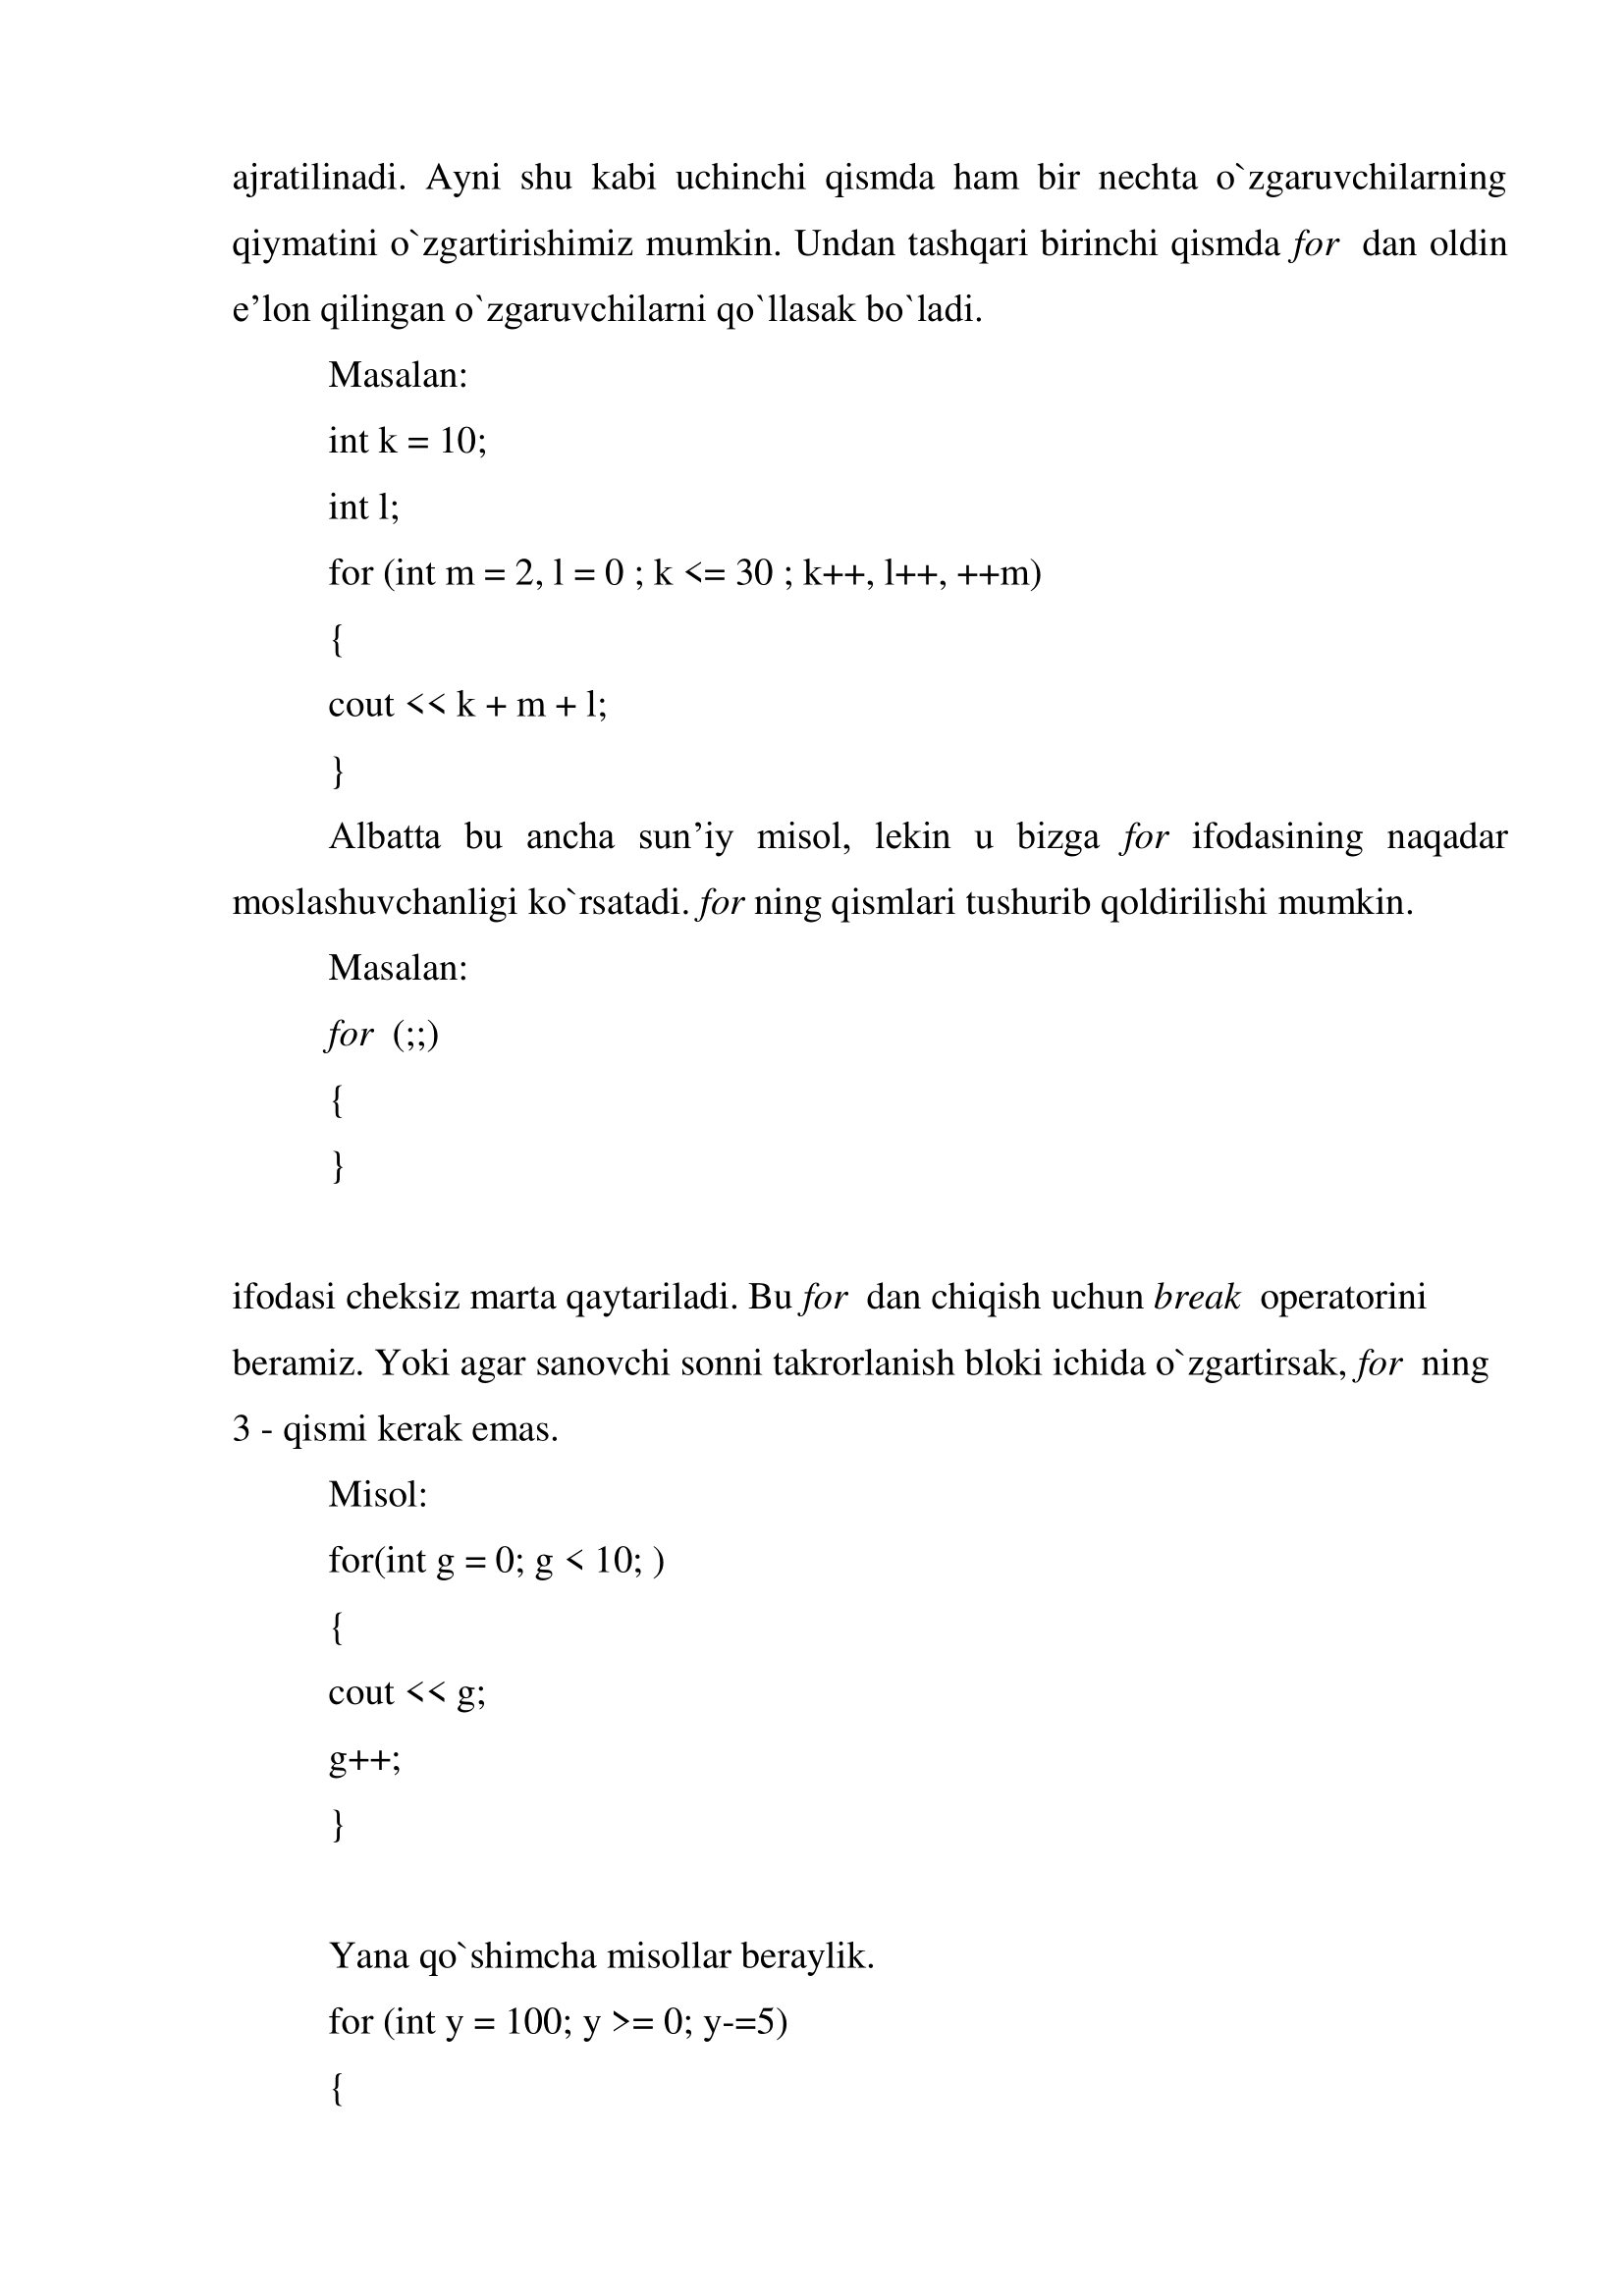 ajratilinadi. Ayni shu kabi uchinchi qismda ham bir nechta o`zgaruvchilarning
qiymatini o`zgartirishimiz mumkin. Undan tashqari birinchi qismda for dan oldin
e’lon qilingan o`zgaruvchilarni qo`llasak bo`ladi.
Masalan:
int k = 10;
int l;
for (int m = 2, l = 0 ; k <= 30 ; k++, l++, ++m)
{
cout << k + m + l;
}
Albatta bu ancha sun’iy misol, lekin u bizga for ifodasining naqadar
moslashuvchanligi ko`rsatadi. for ning qismlari tushurib qoldirilishi mumkin.
Masalan:
for (;;)
{
}
ifodasi cheksiz marta qaytariladi. Bu for dan chiqish uchun break operatorini
beramiz. Yoki agar sanovchi sonni takrorlanish bloki ichida o`zgartirsak, for ning
3 - qismi kerak emas.
Misol:
for(int g = 0; g < 10; )
{
cout << g;
g++;
}
Yana qo`shimcha misollar beraylik.
for (int y = 100; y >= 0; y-=5)
{